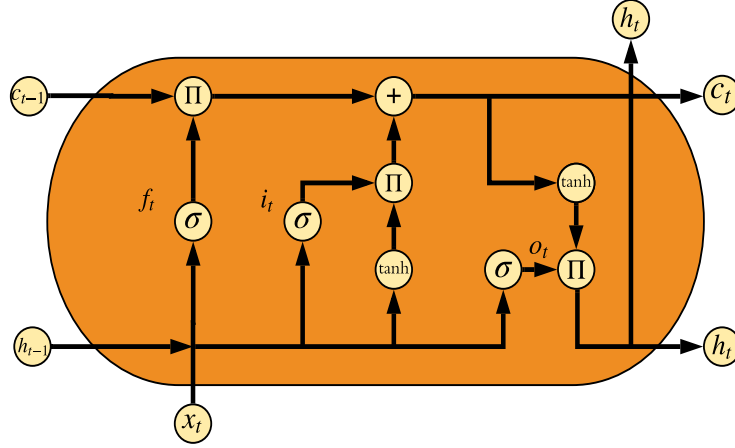 h_t
c_{t-1}
Π
+
c_t
f_t
i_t
Π
tanh
σ
σ
o_t
tanh
σ
Π
h_{t-1}
h_t
x_t